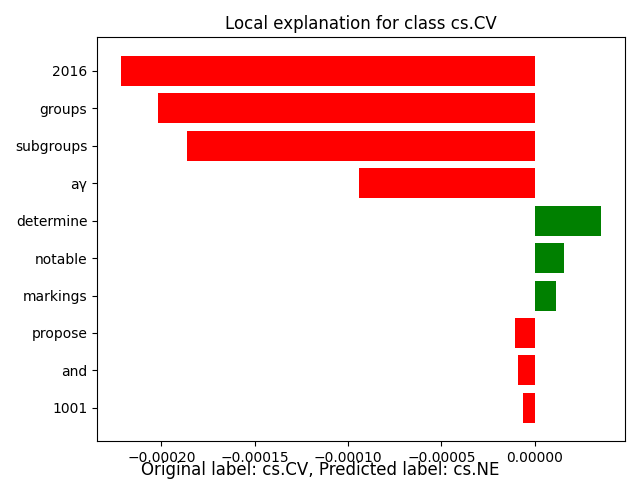 Local explanation for class cs.CV
2016
groups
subgroups
aγ
determine
notable
markings
propose
and
1001
−0.00020 −0.00015 −0.00010 −0.00005 0.00000
Original label: cs.CV, Predicted label: cs.NE